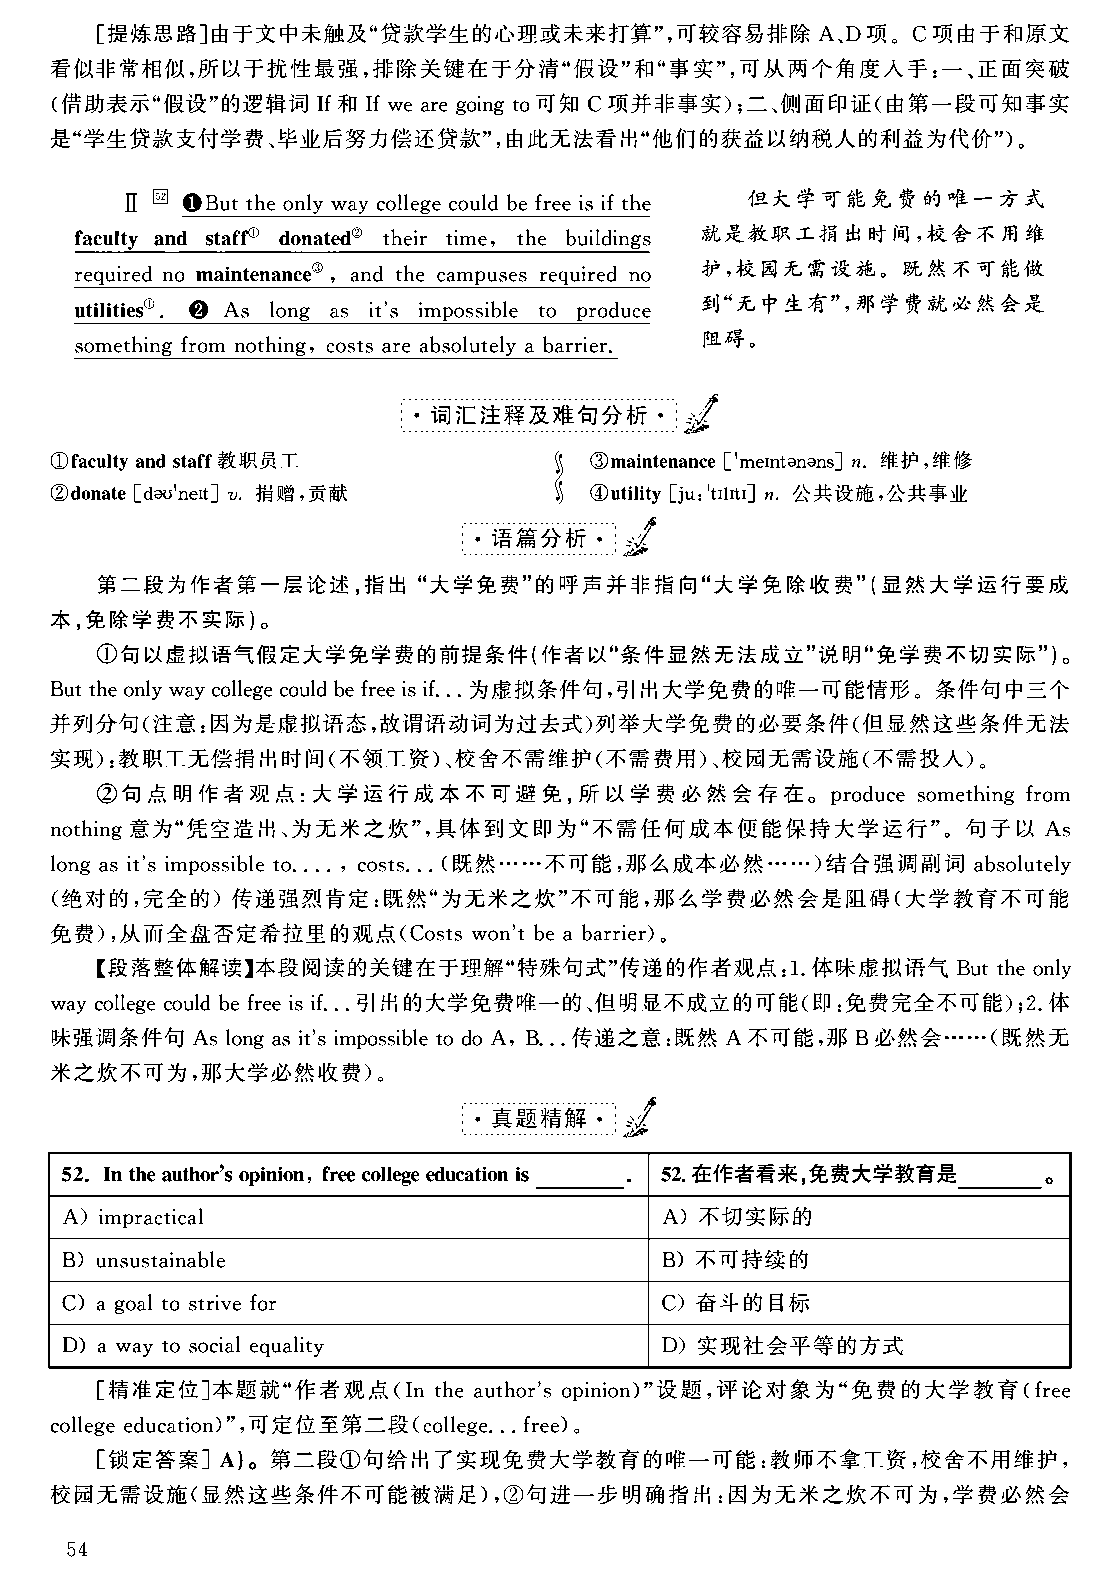 [提炼思路]由于文中未触及“贷款学生的心理或未来打算”,可较容易排除 A、D项。C项由于和原文
看似非常相似,所以干扰性最强,排除关键在于分清“假设”和“事实”,可从两个角度入手:一、正面突破
(借助表示“假设”的逻辑词 If 和 If we are going to 可知 C 项并非事实);二、侧面印证(由第一段可知事实
是“学生贷款支付学费、毕业后努力偿还贷款”,由此无法看出“他们的获益以纳税人的利益为代价”)。
Ⅱ 52 ❶But the only way college could be free is if the
faculty and staff① donated② their time, the buildings
required no maintenance③, and the campuses required no
utilities①. ❷ As long as it's impossible to produce
something from nothing, costs are absolutely a barrier.
但大学可能免费的唯一方式
就是教职工捐出时间,校舍不用维
护,校园无需设施。既然不可能做
到“无中生有”,那学费就必然会是
阻碍。
·词汇注释及难句分析·
①faculty and staff 教职员工
②donate [dəʊˈneɪt] v. 捐赠,贡献
③maintenance [ˈmeɪntənəns] n. 维护,维修
④utility [juːˈtɪlɪtɪ] n. 公共设施,公共事业
·语篇分析·
第二段为作者第一层论述,指出 “大学免费”的呼声并非指向“大学免除收费”(显然大学运行要成
本,免除学费不实际)。
①句以虚拟语气假定大学免学费的前提条件(作者以“条件显然无法成立”说明“免学费不切实际”)。
But the only way college could be free is if... 为虚拟条件句,引出大学免费的唯一可能情形。条件句中三个
并列分句(注意:因为是虚拟语态,故谓语动词为过去式)列举大学免费的必要条件(但显然这些条件无法
实现):教职工无偿捐出时间(不领工资)、校舍不需维护(不需费用)、校园无需设施(不需投人)。
②句点明作者观点:大学运行成本不可避免,所以学费必然会存在。produce something from
nothing 意为“凭空造出、为无米之炊”,具体到文即为“不需任何成本便能保持大学运行”。句子以 As
long as it's impossible to...., costs...(既然……不可能,那么成本必然……)结合强调副词 absolutely
(绝对的,完全的) 传递强烈肯定:既然“为无米之炊”不可能,那么学费必然会是阻碍(大学教育不可能
免费),从而全盘否定希拉里的观点(Costs won't be a barrier)。
【段落整体解读】本段阅读的关键在于理解“特殊句式”传递的作者观点:1. 体味虚拟语气 But the only
way college could be free is if... 引出的大学免费唯一的、但明显不成立的可能(即:免费完全不可能);2. 体
味强调条件句 As long as it's impossible to do A, B... 传递之意:既然 A 不可能,那 B 必然会……(既然无
米之炊不可为,那大学必然收费)。
·真题精解·
52. In the author's opinion, free college education is ______.
52. 在作者看来,免费大学教育是______。
A) impractical
A) 不切实际的
B) unsustainable
B) 不可持续的
C) a goal to strive for
C) 奋斗的目标
D) a way to social equality
D) 实现社会平等的方式
[精准定位]本题就“作者观点(In the author's opinion)”设题,评论对象为“免费的大学教育(free
college education)”,可定位至第二段(college... free)。
[锁定答案] A)。第二段①句给出了实现免费大学教育的唯一可能:教师不拿工资,校舍不用维护,
校园无需设施(显然这些条件不可能被满足),②句进一步明确指出:因为无米之炊不可为,学费必然会
54